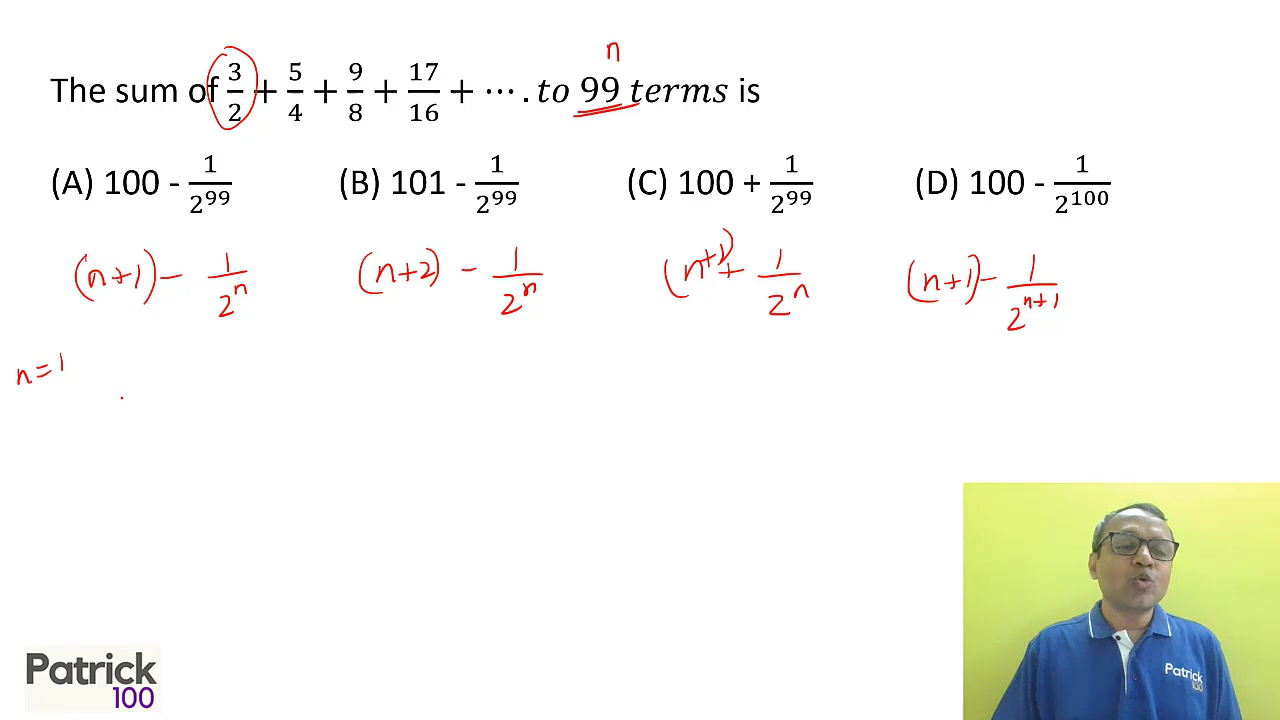 n
The sum of 3/2 + 5/4 + 9/8 + 17/16 + ⋯ . to 99 terms is
(A) 100 - 1/2^99 (B) 101 - 1/2^99 (C) 100 + 1/2^99 (D) 100 - 1/2^100
(n+1) - 1/2^n (n+2) - 1/2^n (n+1) + 1/2^n (n+1) - 1/2^(n+1)
n=1
Patrick
100
Patrick
100